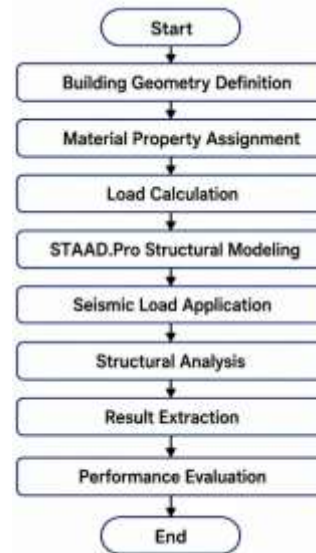 Start
Building Geometry Definition
Material Property Assignment
Load Calculation
STAAD.Pro Structural Modeling
Seismic Load Application
Structural Analysis
Result Extraction
Performance Evaluation
End